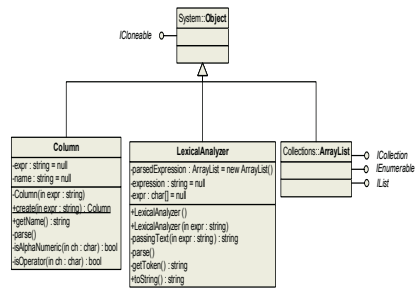 System::Object
ICloneable
Column
-expr : string = null
-name : string = null
-Column(in expr : string)
+create(in expr : string) : Column
+getName() : string
-parse()
-isAlphaNumeric(in ch : char) : bool
-isOperator(in ch : char) : bool
LexicalAnalyzer
-parsedExpression : ArrayList = new ArrayList()
-expression : string = null
-expr : char[] = null
+LexicalAnalyzer ()
+LexicalAnalyzer (in expr : string)
-passingText(in expr : string) : string
-parse()
-getToken() : string
+toString() : string
Collections::ArrayList
ICollection
IEnumerable
IList